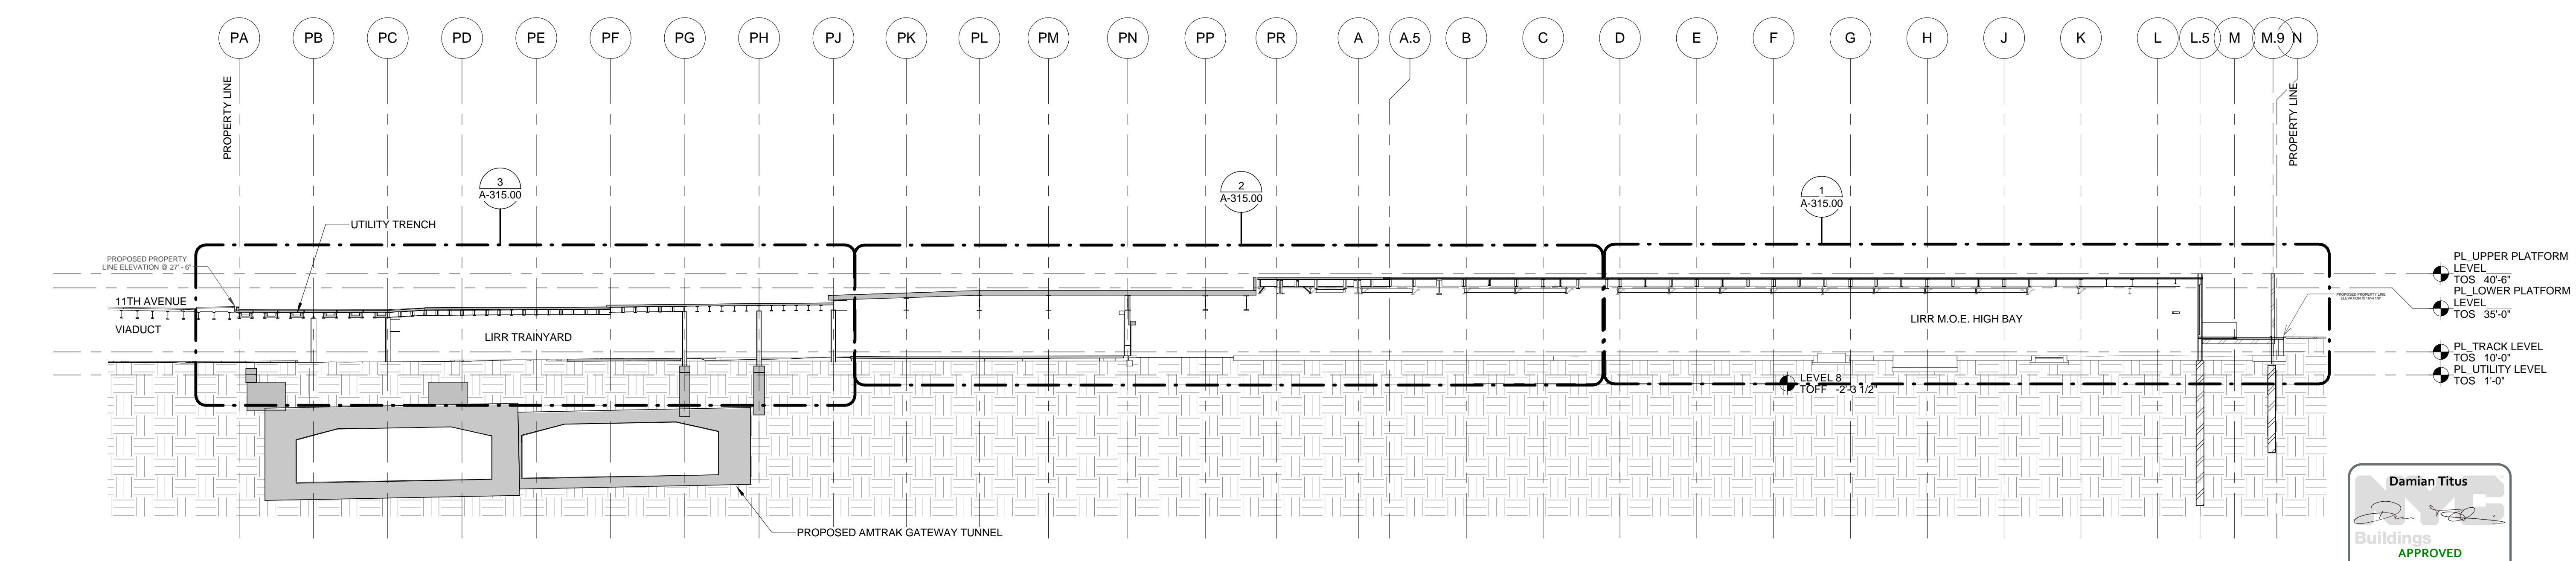 PA PB PC PD PE PF PG PH PJ PK PL PM PN PP PR A A.5 B C D E F G H J K L L.5 M M.9 N
PROPERTY LINE
PROPERTY LINE
3
A-315.00
2
A-315.00
1
A-315.00
UTILITY TRENCH
PROPOSED PROPERTY
LINE ELEVATION @ 27' - 6"
11TH AVENUE
VIADUCT
LIRR TRAINYARD
LIRR M.O.E. HIGH BAY
PL_UPPER PLATFORM
LEVEL
TOS 40'-6"
PL_LOWER PLATFORM
LEVEL
TOS 35'-0"
PROPOSED PROPERTY LINE
PL_TRACK LEVEL
TOS 10'-0"
PL_UTILITY LEVEL
TOS 1'-0"
LEVEL 8
TOFF -2'-3 1/2"
PROPOSED AMTRAK GATEWAY TUNNEL
Damian Titus
NYC
Buildings
APPROVED